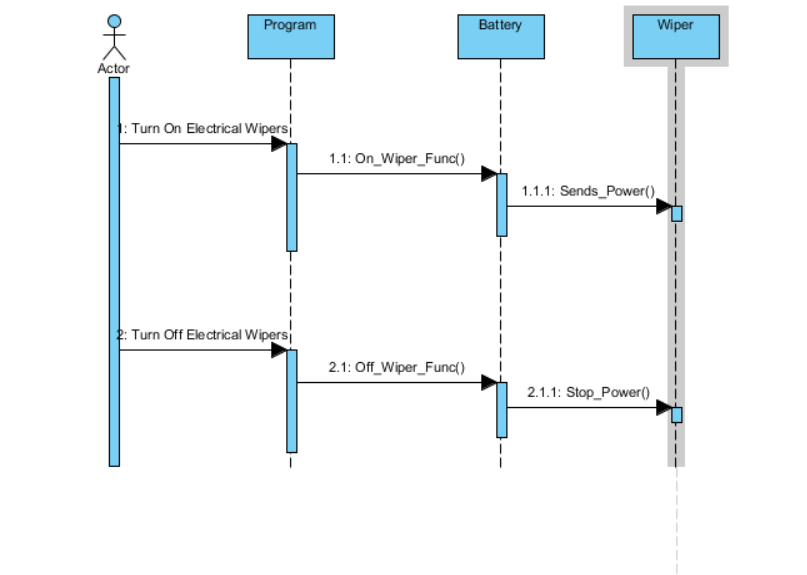 Program
Battery
Wiper
Actor
1: Turn On Electrical Wipers
1.1: On_Wiper_Func()
1.1.1: Sends_Power()
2: Turn Off Electrical Wipers
2.1: Off_Wiper_Func()
2.1.1: Stop_Power()